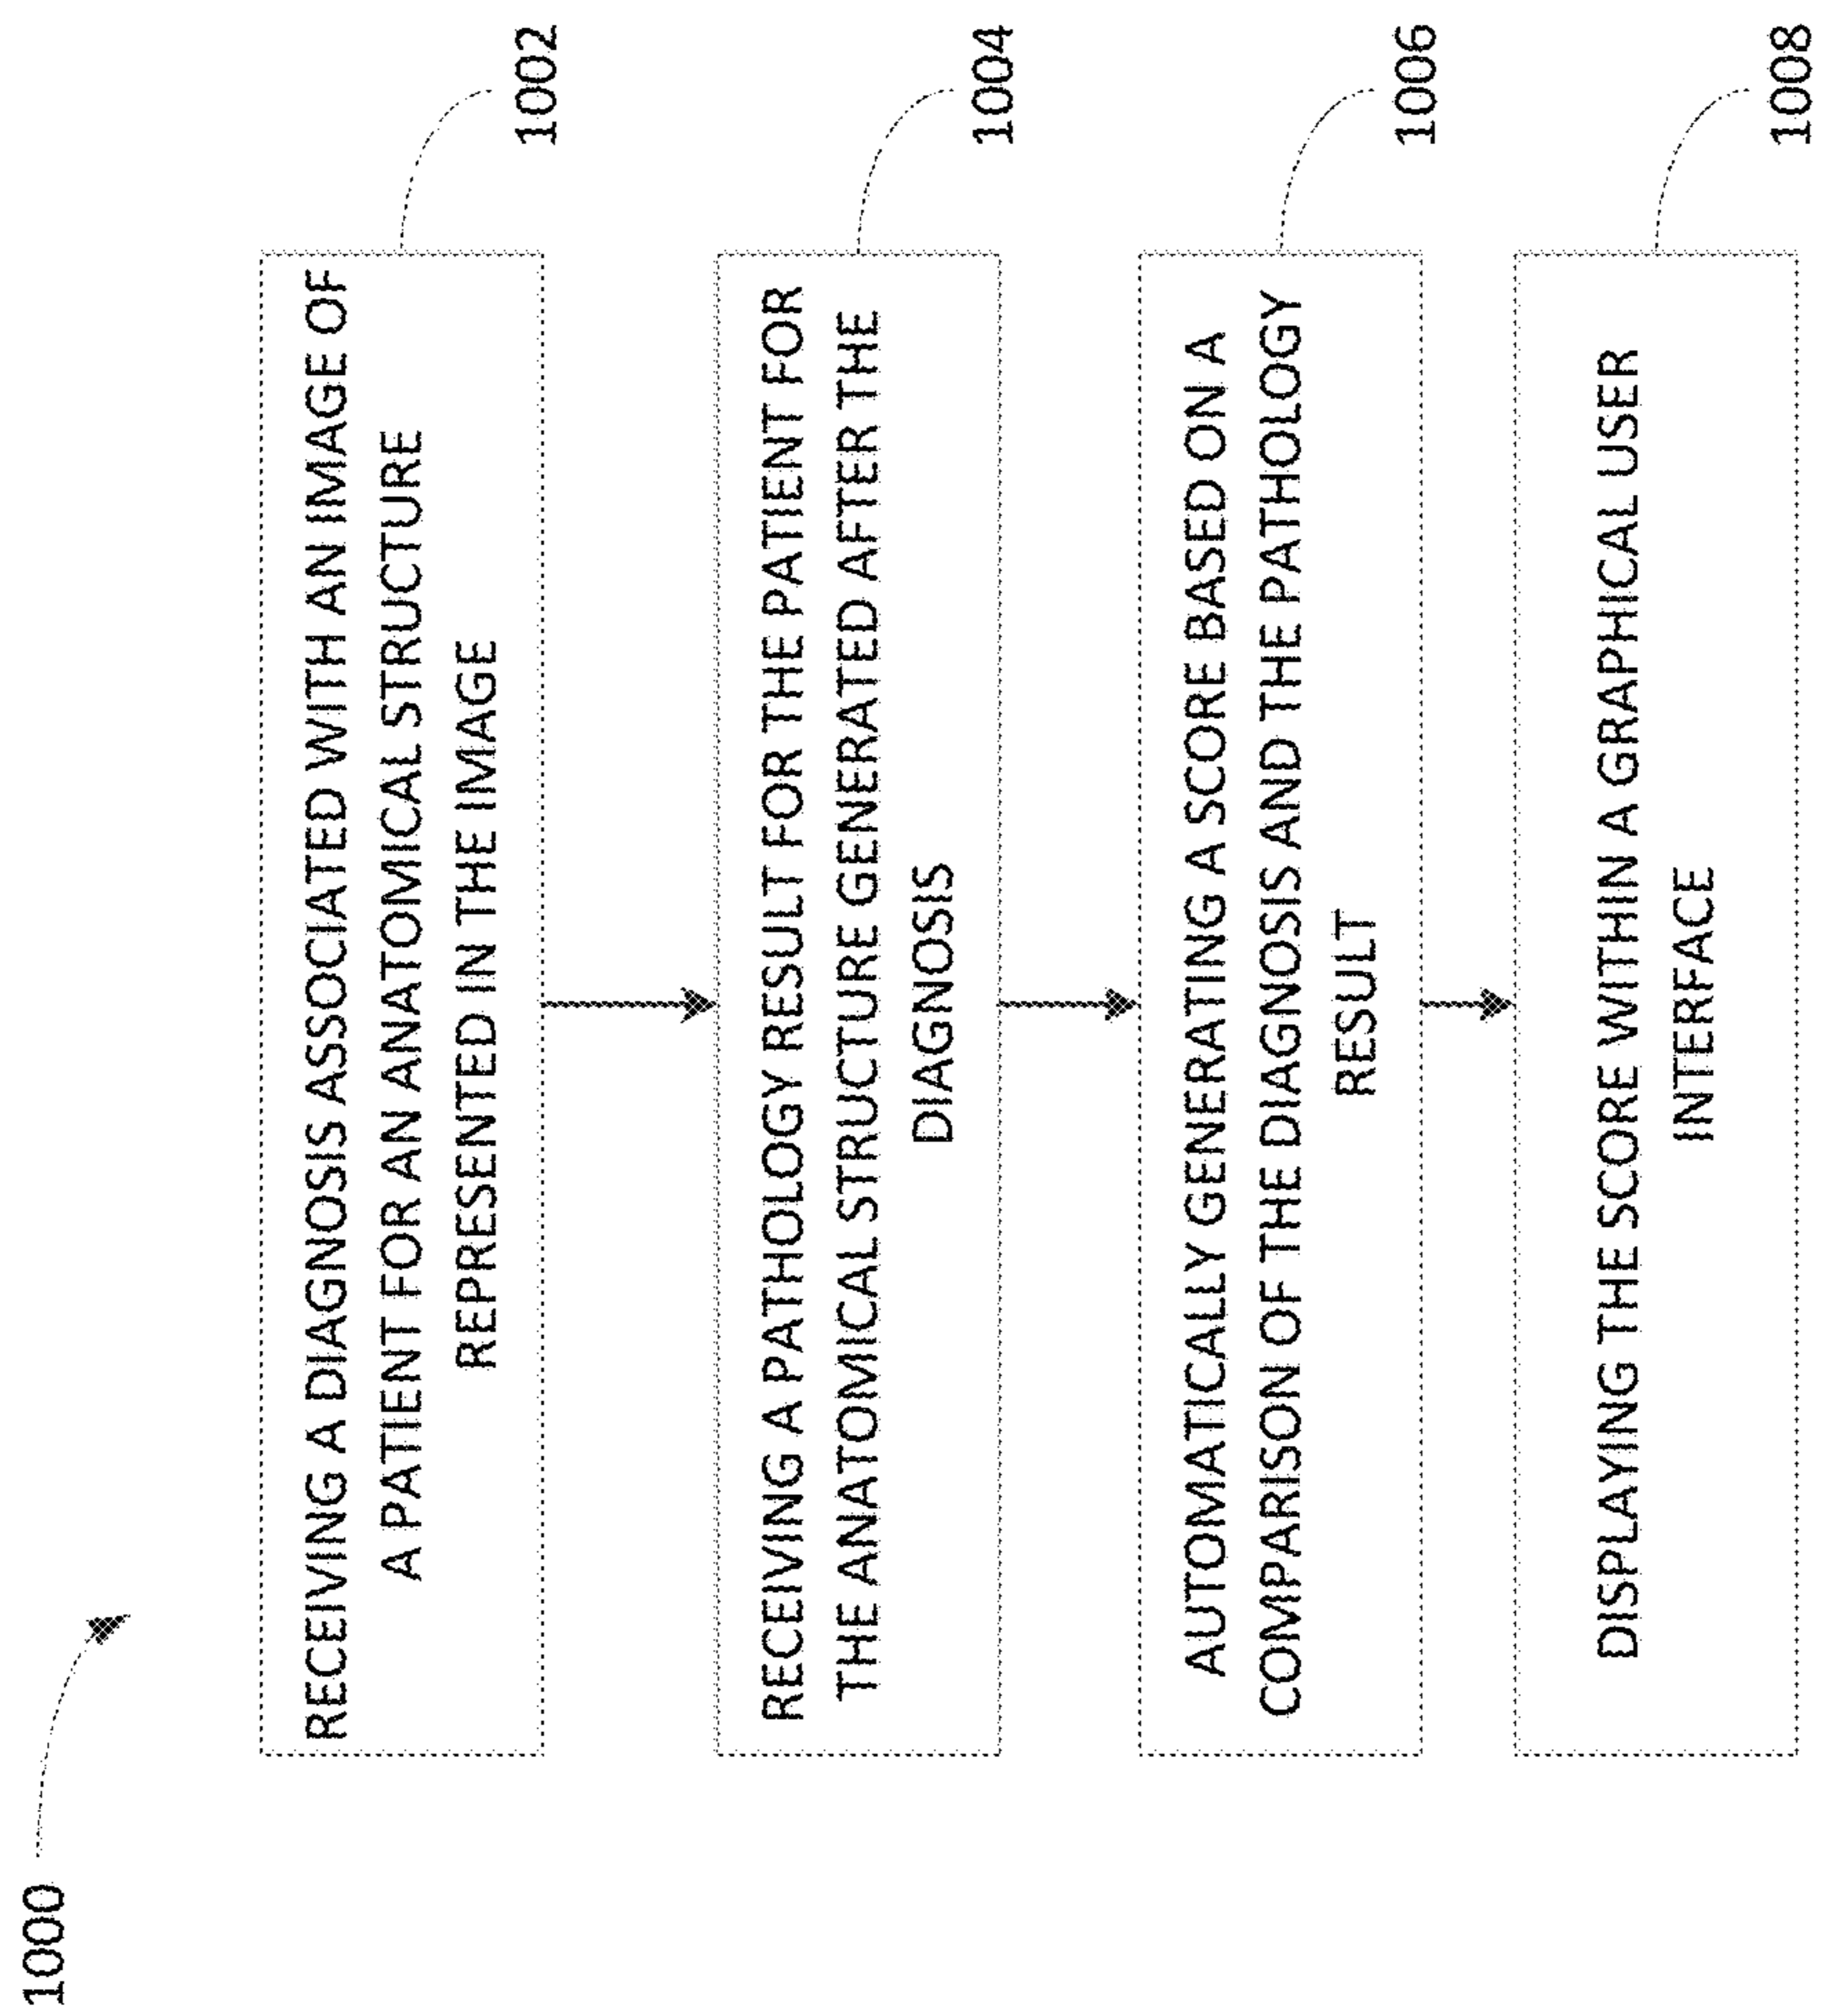 1000
RECEIVING A DIAGNOSIS ASSOCIATED WITH AN IMAGE OF
A PATIENT FOR AN ANATOMICAL STRUCTURE
REPRESENTED IN THE IMAGE
1002
RECEIVING A PATHOLOGY RESULT FOR THE PATIENT FOR
THE ANATOMICAL STRUCTURE GENERATED AFTER THE
DIAGNOSIS
1004
AUTOMATICALLY GENERATING A SCORE BASED ON A
COMPARISON OF THE DIAGNOSIS AND THE PATHOLOGY
RESULT
1006
DISPLAYING THE SCORE WITHIN A GRAPHICAL USER
INTERFACE
1008